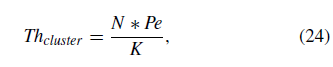 Th_cluster = N * Pe / K, (24)